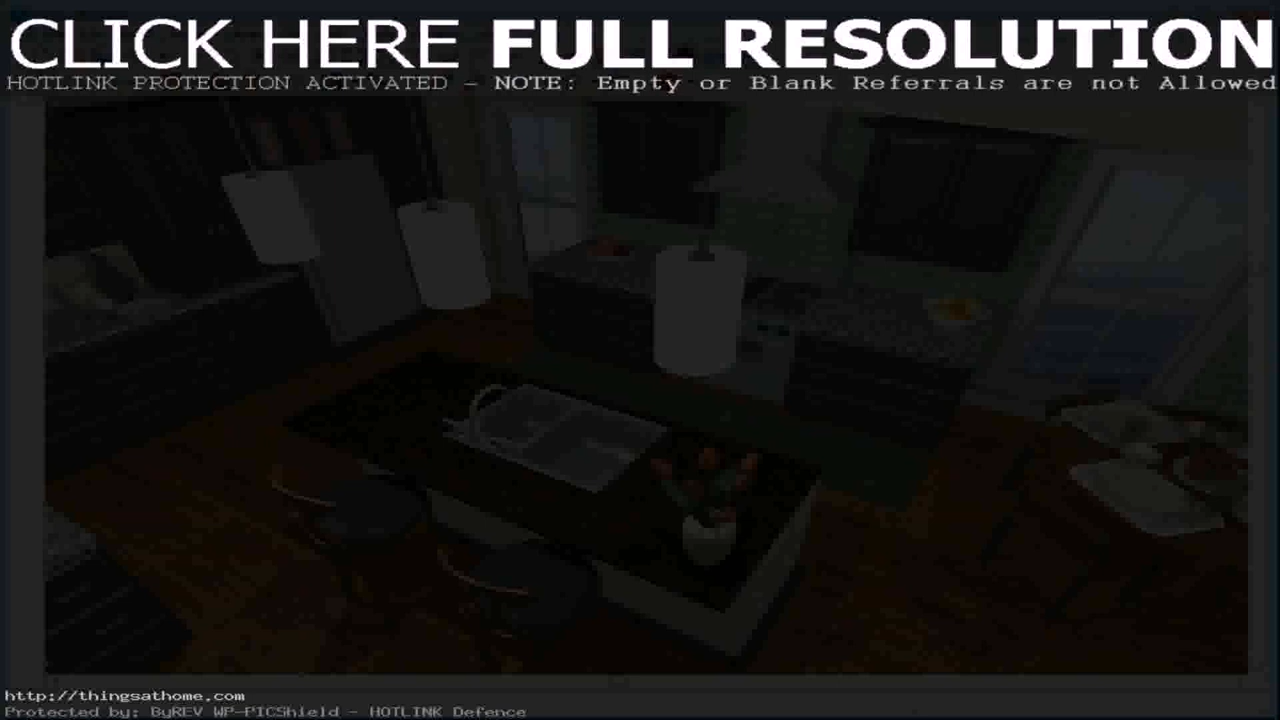 CLICK HERE FULL RESOLUTION
HOTLINK PROTECTION ACTIVATED - NOTE: Empty or Blank Referrals are not Allowed
http://thingsathome.com
Protected by: ByREV WP-PICShield - HOTLINK Defence